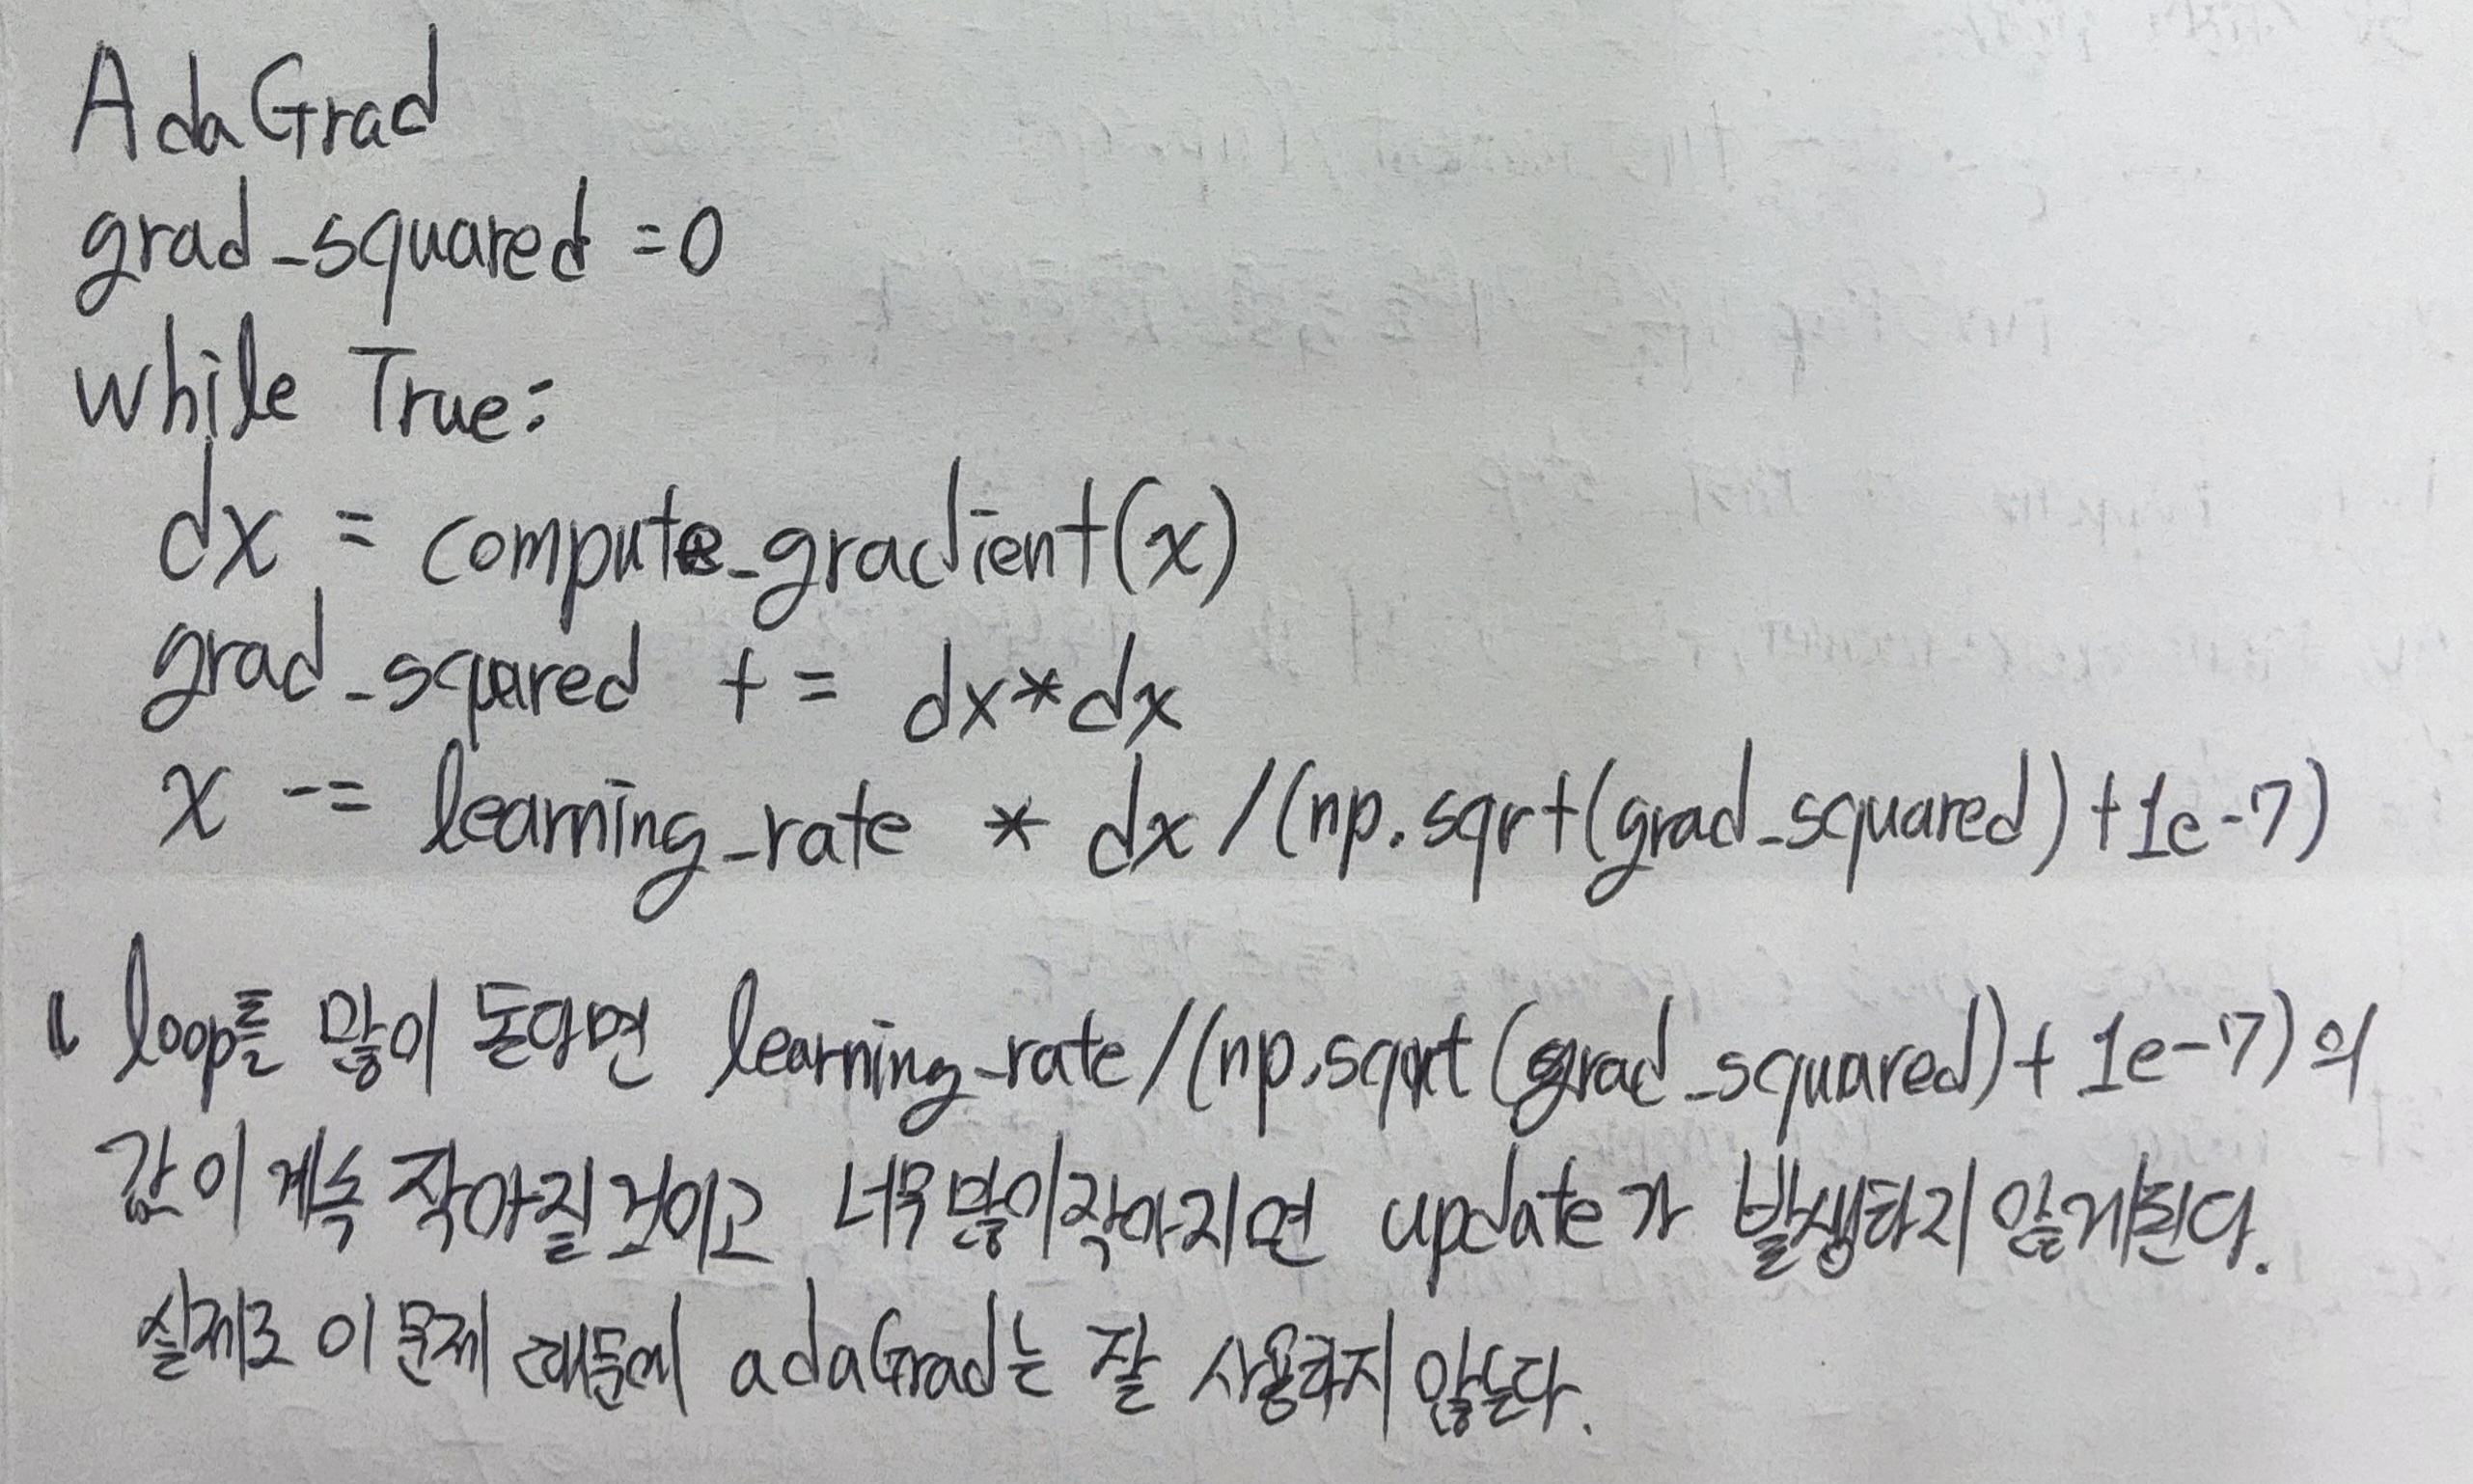 AdaGrad
grad_squared =0
while True:
dx = compute_gradient(x)
grad_squared += dx*dx
x -= learning_rate * dx/(np.sqrt(grad_squared)+1e-7)
loop를 많이 돌다면 learning_rate/(np.sqrt(grad_squared)+1e-7)의
값이 계속 작아질것이고 너무많이작아지면 update가 발생하지 않게된다.
실제로 이 문제 때문에 adaGrad는 잘 사용하지 않는다.